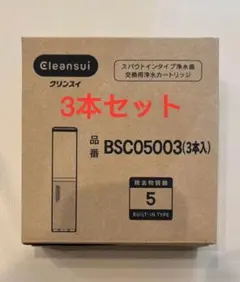 Cleansui
クリンスイ
スパウトインタイプ浄水器
交換用浄水カートリッジ
3本セット
品番 BSC05003(3本入)
除去物質数
5
BUILT-IN TYPE